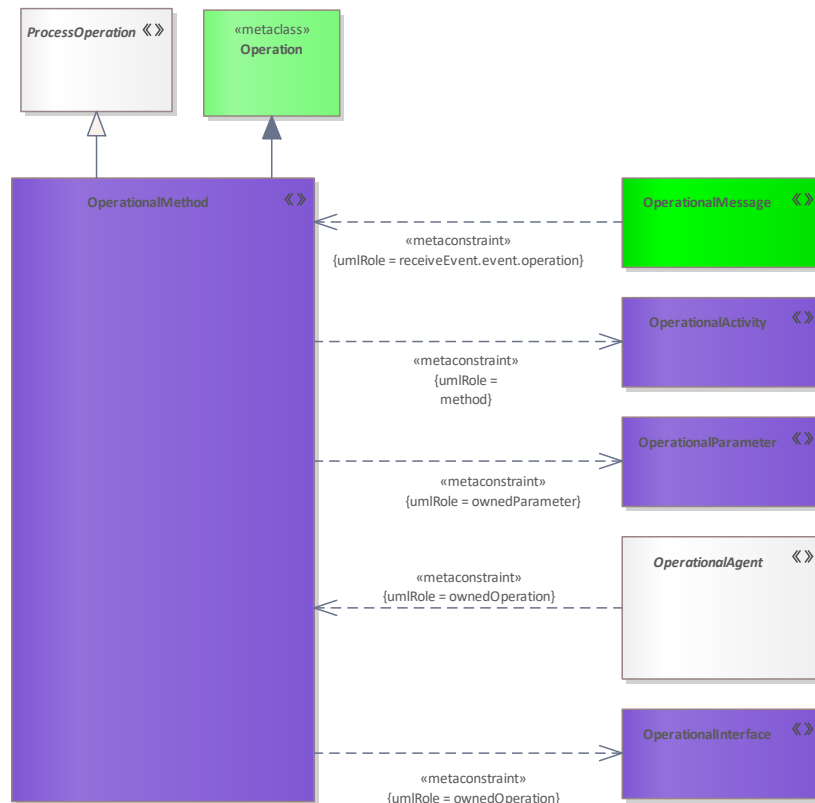 ProcessOperation «»
«metaclass»
Operation
OperationalMethod «»
OperationalMessage «»
«metaconstraint»
{umlRole = receiveEvent.event.operation}
OperationalActivity «»
«metaconstraint»
{umlRole =
method}
OperationalParameter «»
«metaconstraint»
{umlRole = ownedParameter}
OperationalAgent «»
«metaconstraint»
{umlRole = ownedOperation}
OperationalInterface «»
«metaconstraint»
{umlRole = ownedOperation}